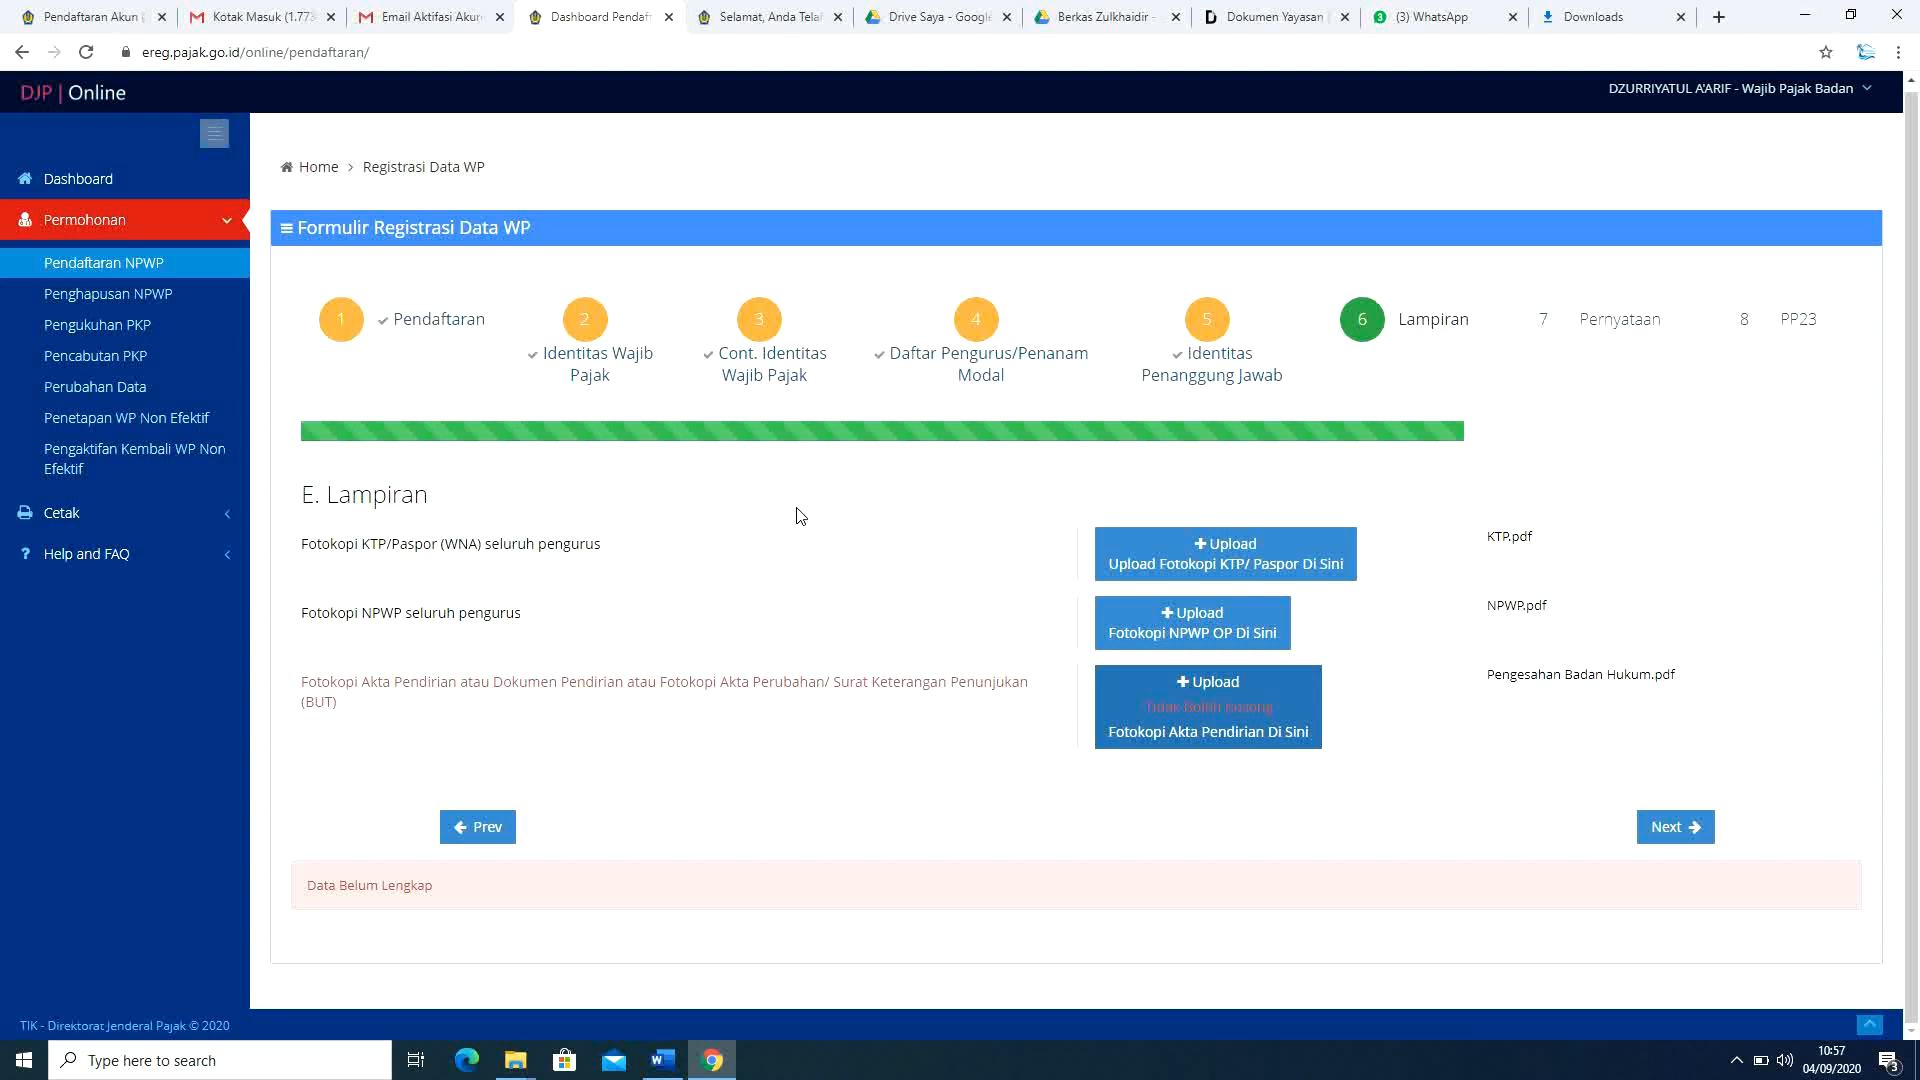 Pendaftaran Akun
Kotak Masuk (1.773
Email Aktifasi Akun
Dashboard Pendaft
Selamat, Anda Tela
Drive Saya - Google
Berkas Zulkhaidir -
Dokumen Yayasan
(3) WhatsApp
Downloads
ereg.pajak.go.id/online/pendaftaran/
DJP | Online
DZURRIYATUL A'ARIF - Wajib Pajak Badan
Dashboard
Permohonan
Pendaftaran NPWP
Penghapusan NPWP
Pengukuhan PKP
Pencabutan PKP
Perubahan Data
Penetapan WP Non Efektif
Pengaktifan Kembali WP Non
Efektif
Cetak
Help and FAQ
Home > Registrasi Data WP
Formulir Registrasi Data WP
1 Pendaftaran
2 Identitas Wajib
Pajak
3 Cont. Identitas
Wajib Pajak
4 Daftar Pengurus/Penanam
Modal
5 Identitas
Penanggung Jawab
6 Lampiran
7 Pernyataan
8 PP23
E. Lampiran
Fotokopi KTP/Paspor (WNA) seluruh pengurus
Upload
Upload Fotokopi KTP/ Paspor Di Sini
KTP.pdf
Fotokopi NPWP seluruh pengurus
Upload
Fotokopi NPWP OP Di Sini
NPWP.pdf
Fotokopi Akta Pendirian atau Dokumen Pendirian atau Fotokopi Akta Perubahan/ Surat Keterangan Penunjukan
(BUT)
Upload
Tidak Boleh Kosong
Fotokopi Akta Pendirian Di Sini
Pengesahan Badan Hukum.pdf
Prev
Next
Data Belum Lengkap
TIK - Direktorat Jenderal Pajak © 2020
Type here to search
10:57
04/09/2020
3